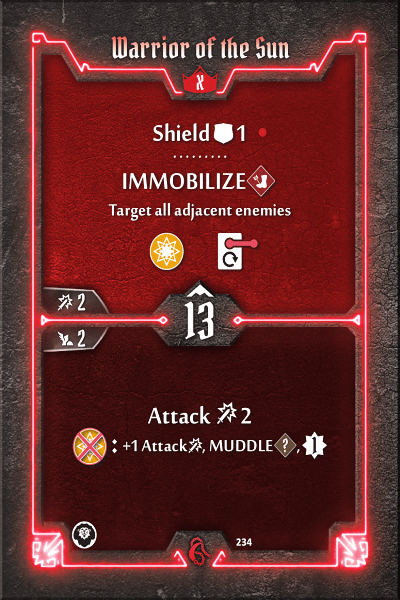 Warrior of the Sun
X
Shield 1
IMMOBILIZE
Target all adjacent enemies
2
13
2
Attack 2
: +1 Attack, MUDDLE ?, 1
234